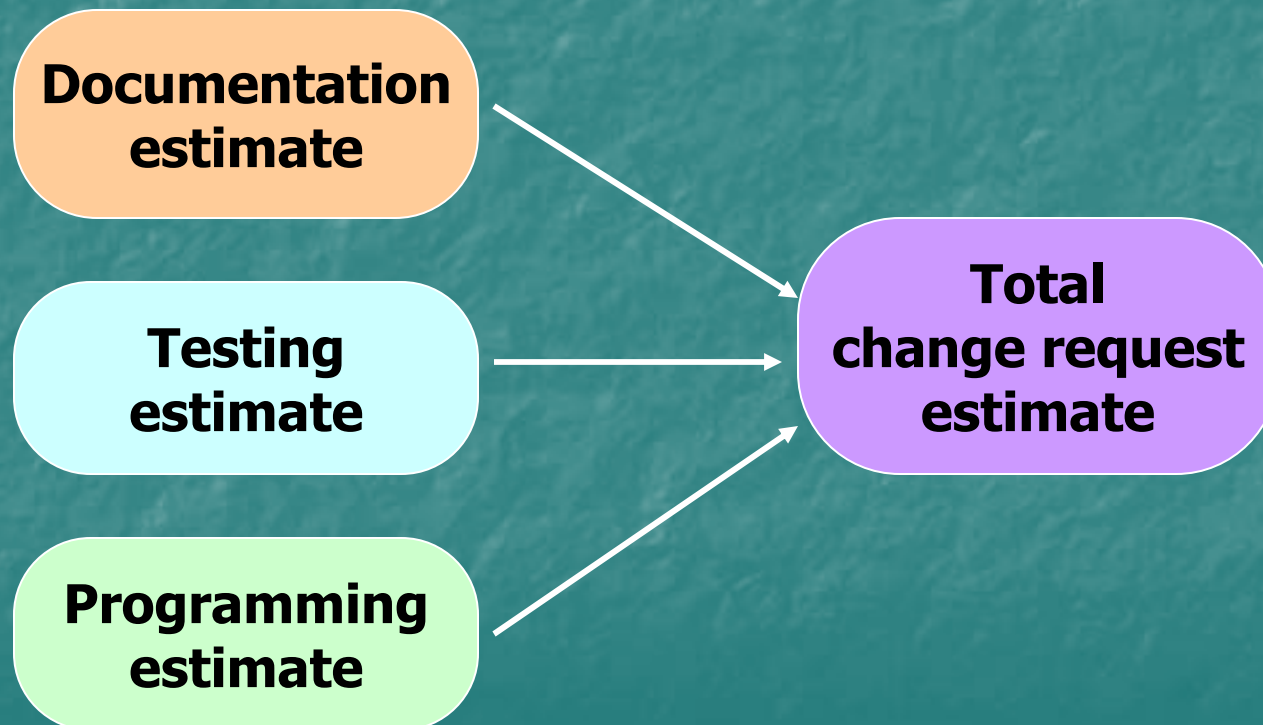 Documentation
estimate
Testing
estimate
Programming
estimate
Total
change request
estimate